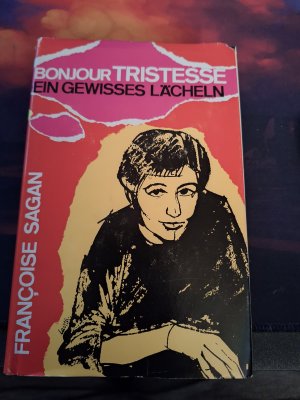 BONJOUR TRISTESSE
EIN GEWISSES LÄCHELN
FRANÇOISE SAGAN